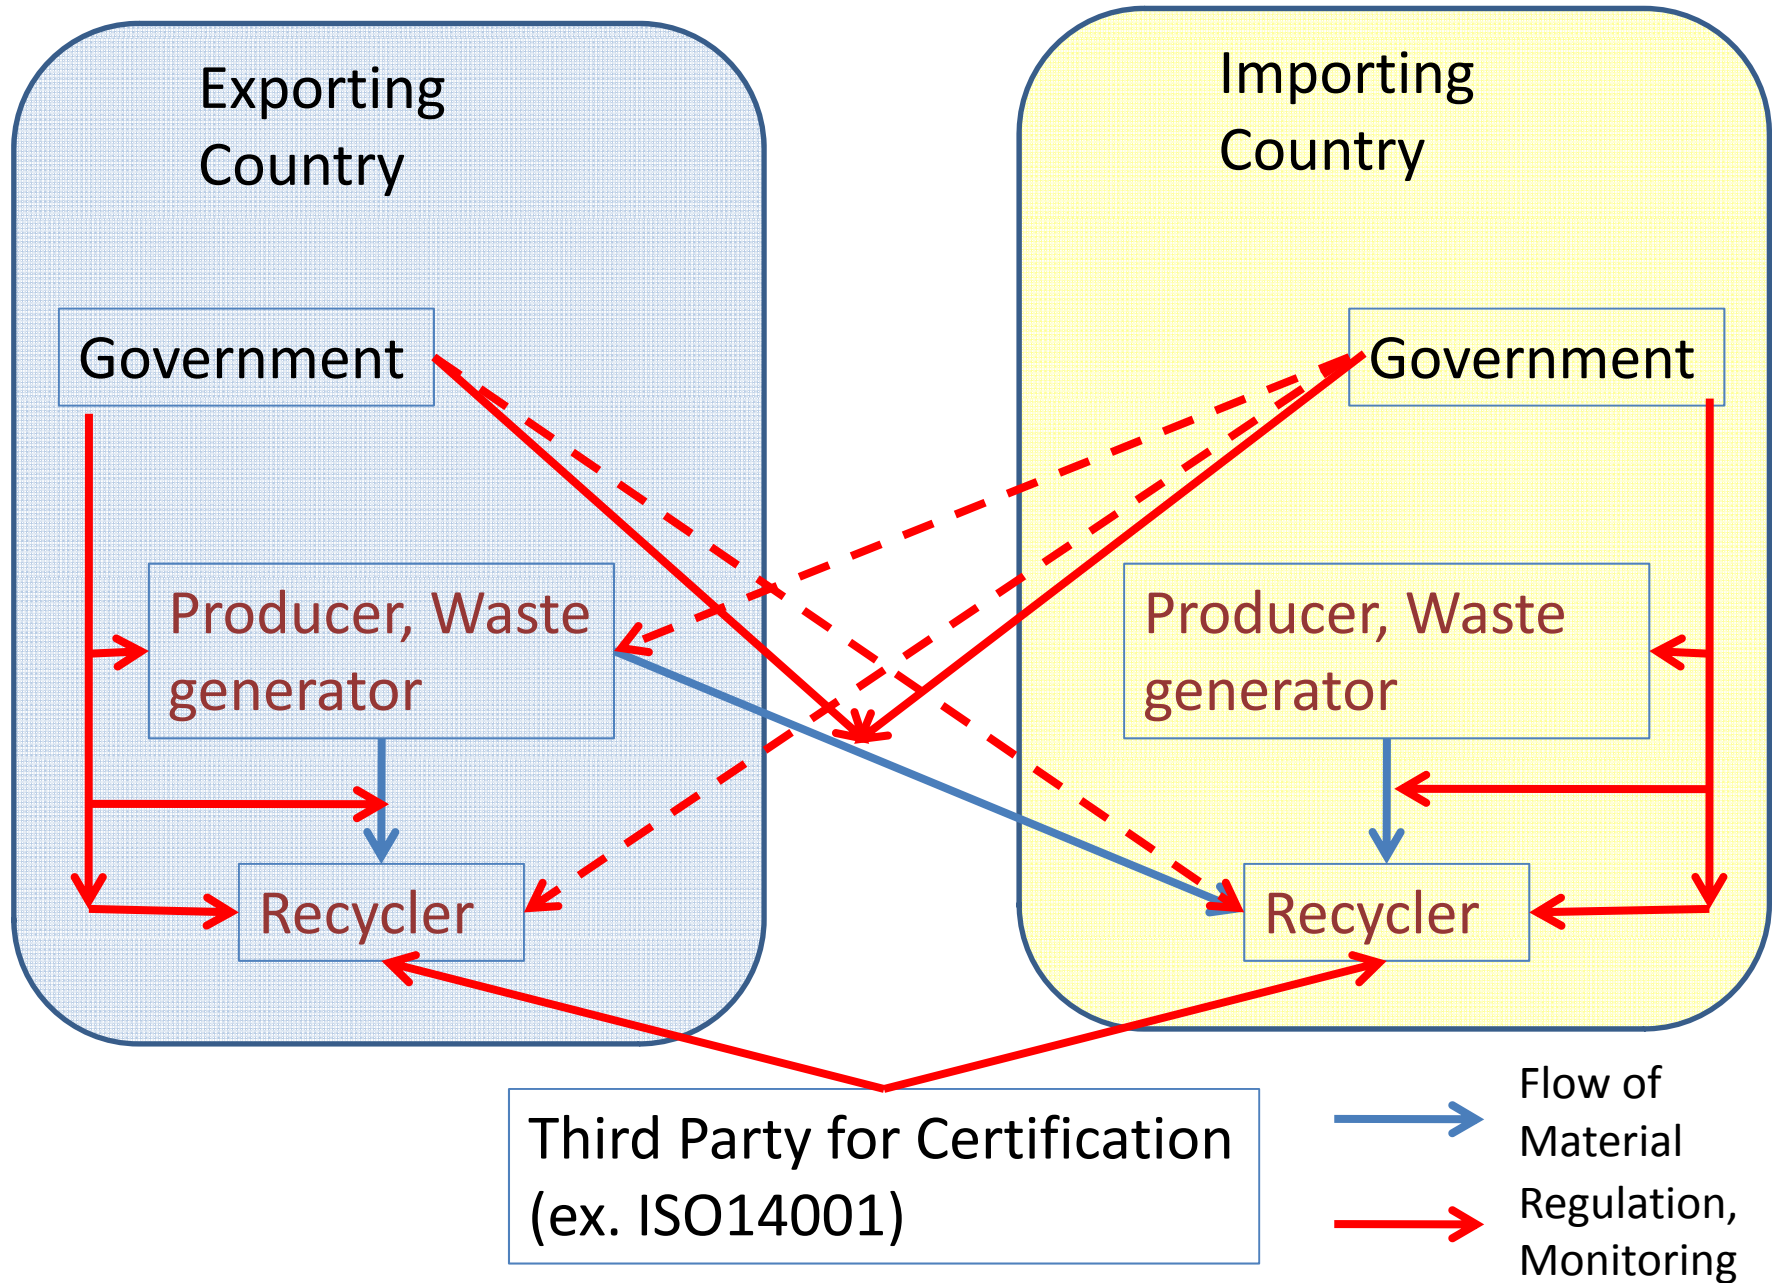 Exporting
Country
Importing
Country
Government
Government
Producer, Waste
generator
Producer, Waste
generator
Recycler
Recycler
Third Party for Certification
(ex. ISO14001)
Flow of
Material
Regulation,
Monitoring